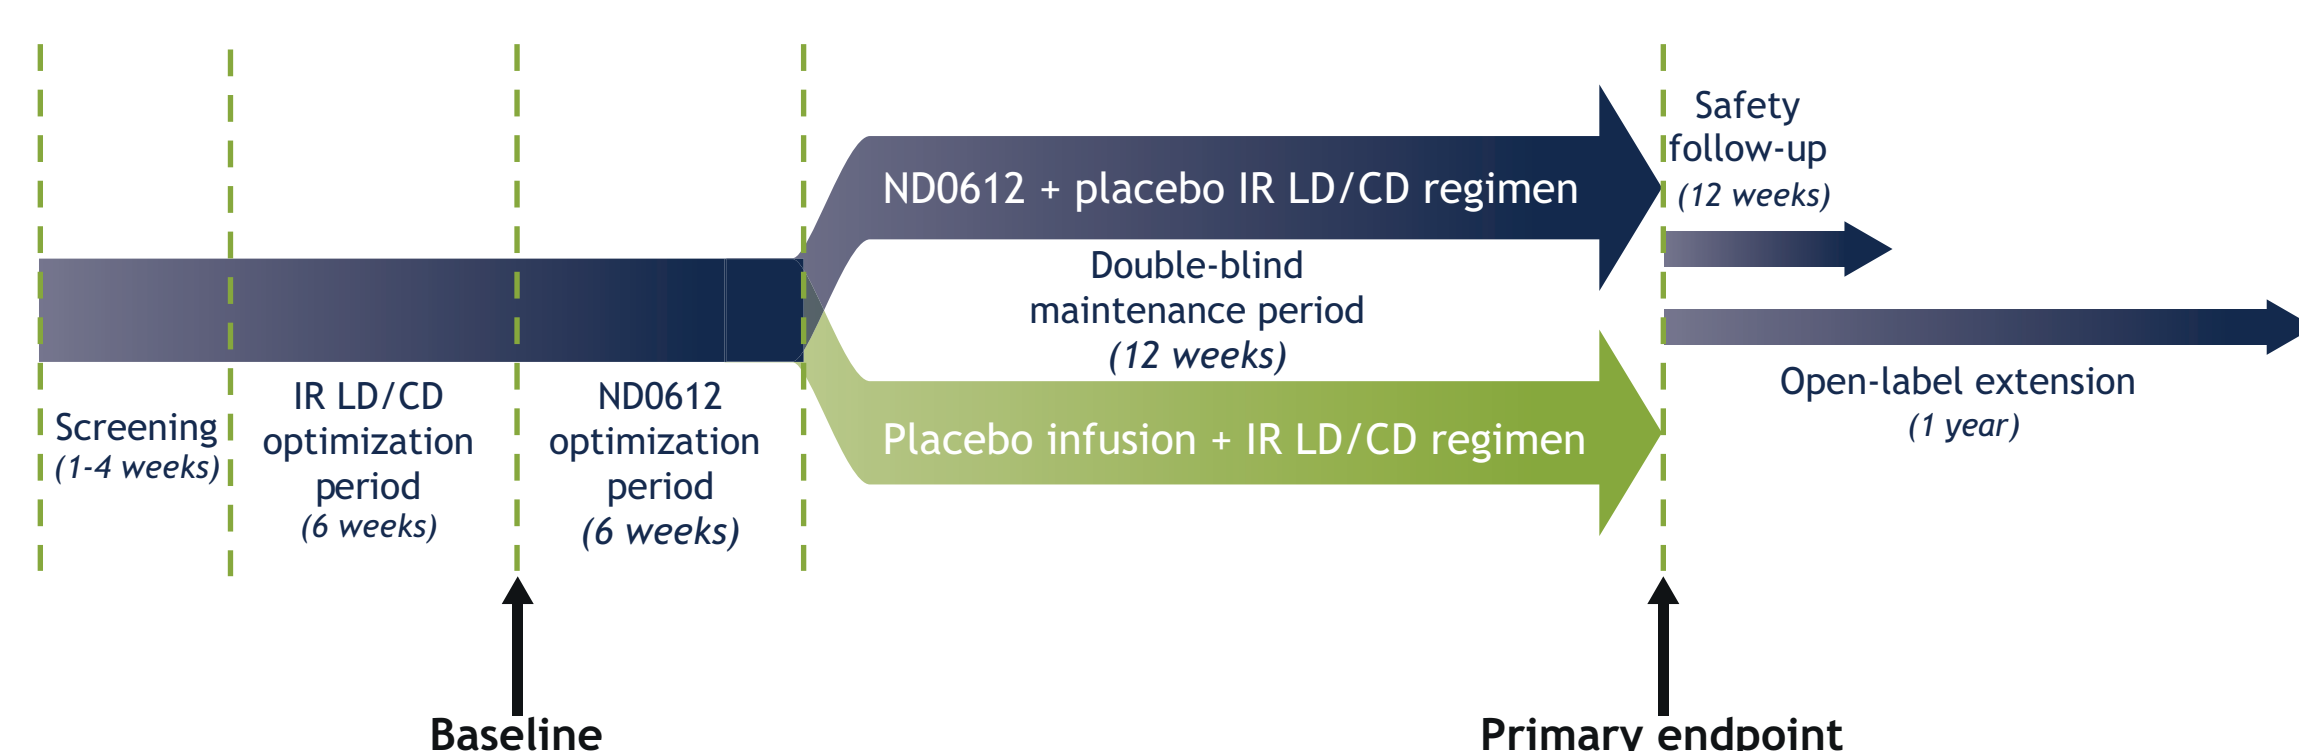 Screening
(1-4 weeks)
IR LD/CD
optimization
period
(6 weeks)
ND0612
optimization
period
(6 weeks)
ND0612 + placebo IR LD/CD regimen
Double-blind
maintenance period
(12 weeks)
Placebo infusion + IR LD/CD regimen
Safety
follow-up
(12 weeks)
Open-label extension
(1 year)
Baseline
Primary endpoint